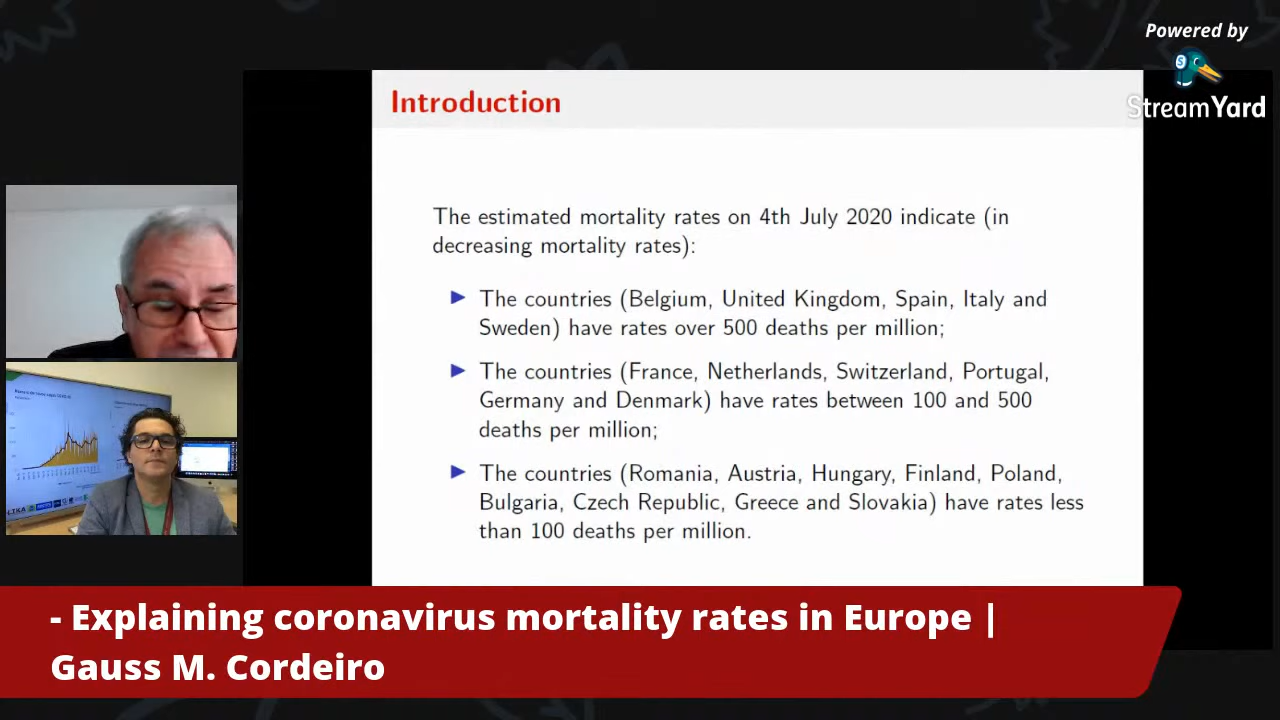 Powered by
StreamYard
Introduction
The estimated mortality rates on 4th July 2020 indicate (in
decreasing mortality rates):
The countries (Belgium, United Kingdom, Spain, Italy and
Sweden) have rates over 500 deaths per million;
The countries (France, Netherlands, Switzerland, Portugal,
Germany and Denmark) have rates between 100 and 500
deaths per million;
The countries (Romania, Austria, Hungary, Finland, Poland,
Bulgaria, Czech Republic, Greece and Slovakia) have rates less
than 100 deaths per million.
- Explaining coronavirus mortality rates in Europe |
Gauss M. Cordeiro